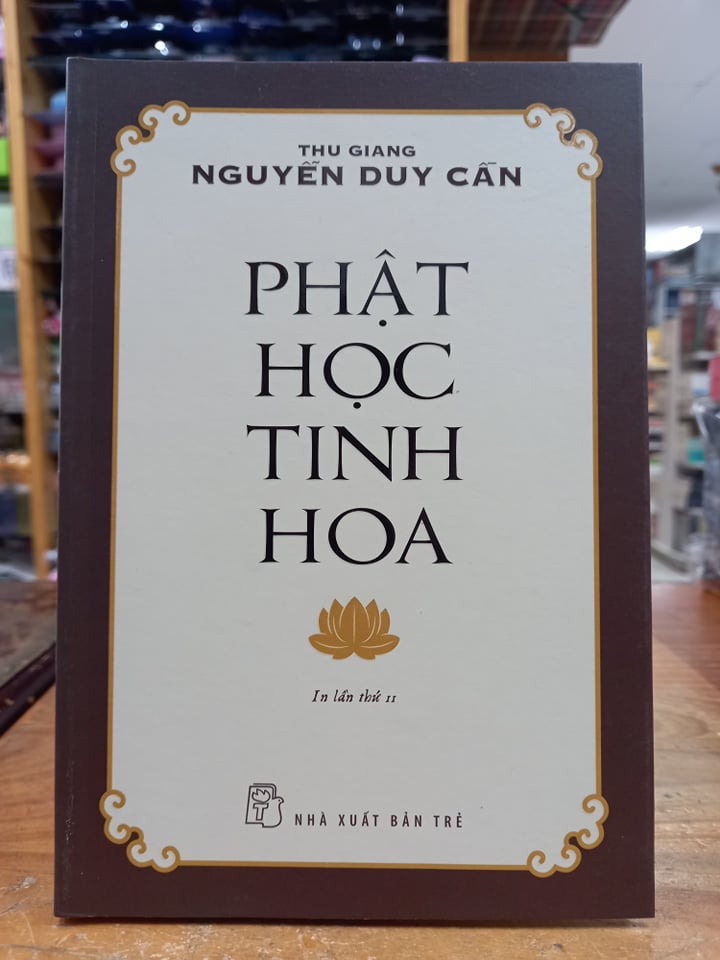 THU GIANG
NGUYỄN DUY CẦN
PHẬT
HỌC
TINH
HOA
In lần thứ 11
NHÀ XUẤT BẢN TRẺ